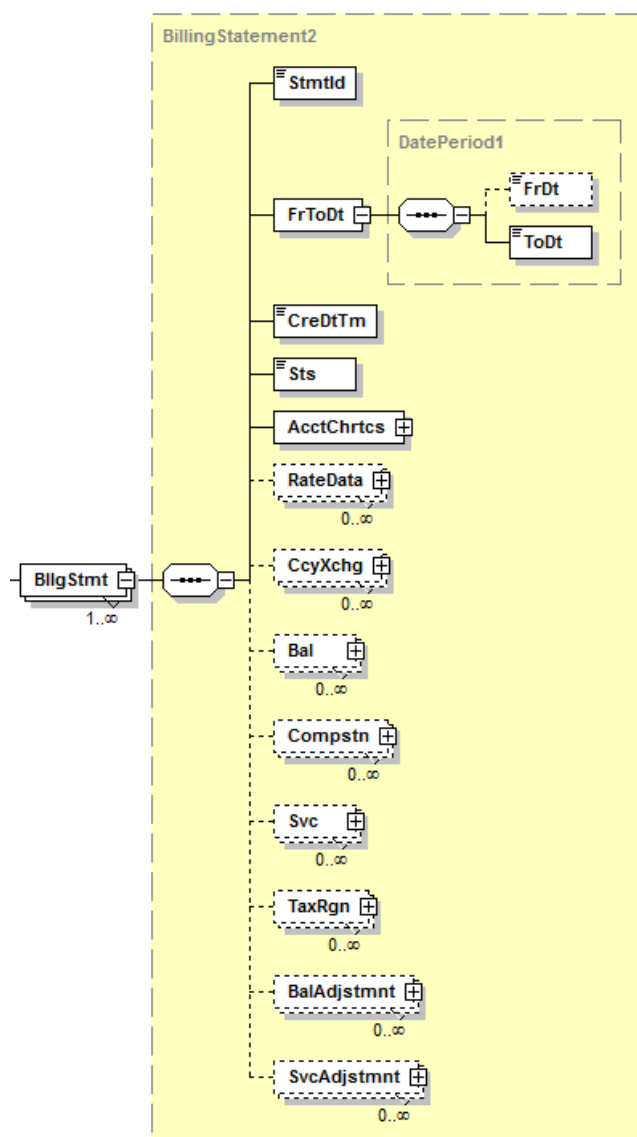 BillingStatement2
StmtId
DatePeriod1
FrDt
FrToDt
ToDt
CreDtTm
Sts
AcctChrtcs
RateData
0..∞
CcyXchg
0..∞
BllgStmt
1..∞
Bal
0..∞
Compstn
0..∞
Svc
0..∞
TaxRgn
0..∞
BalAdjstmnt
0..∞
SvcAdjstmnt
0..∞